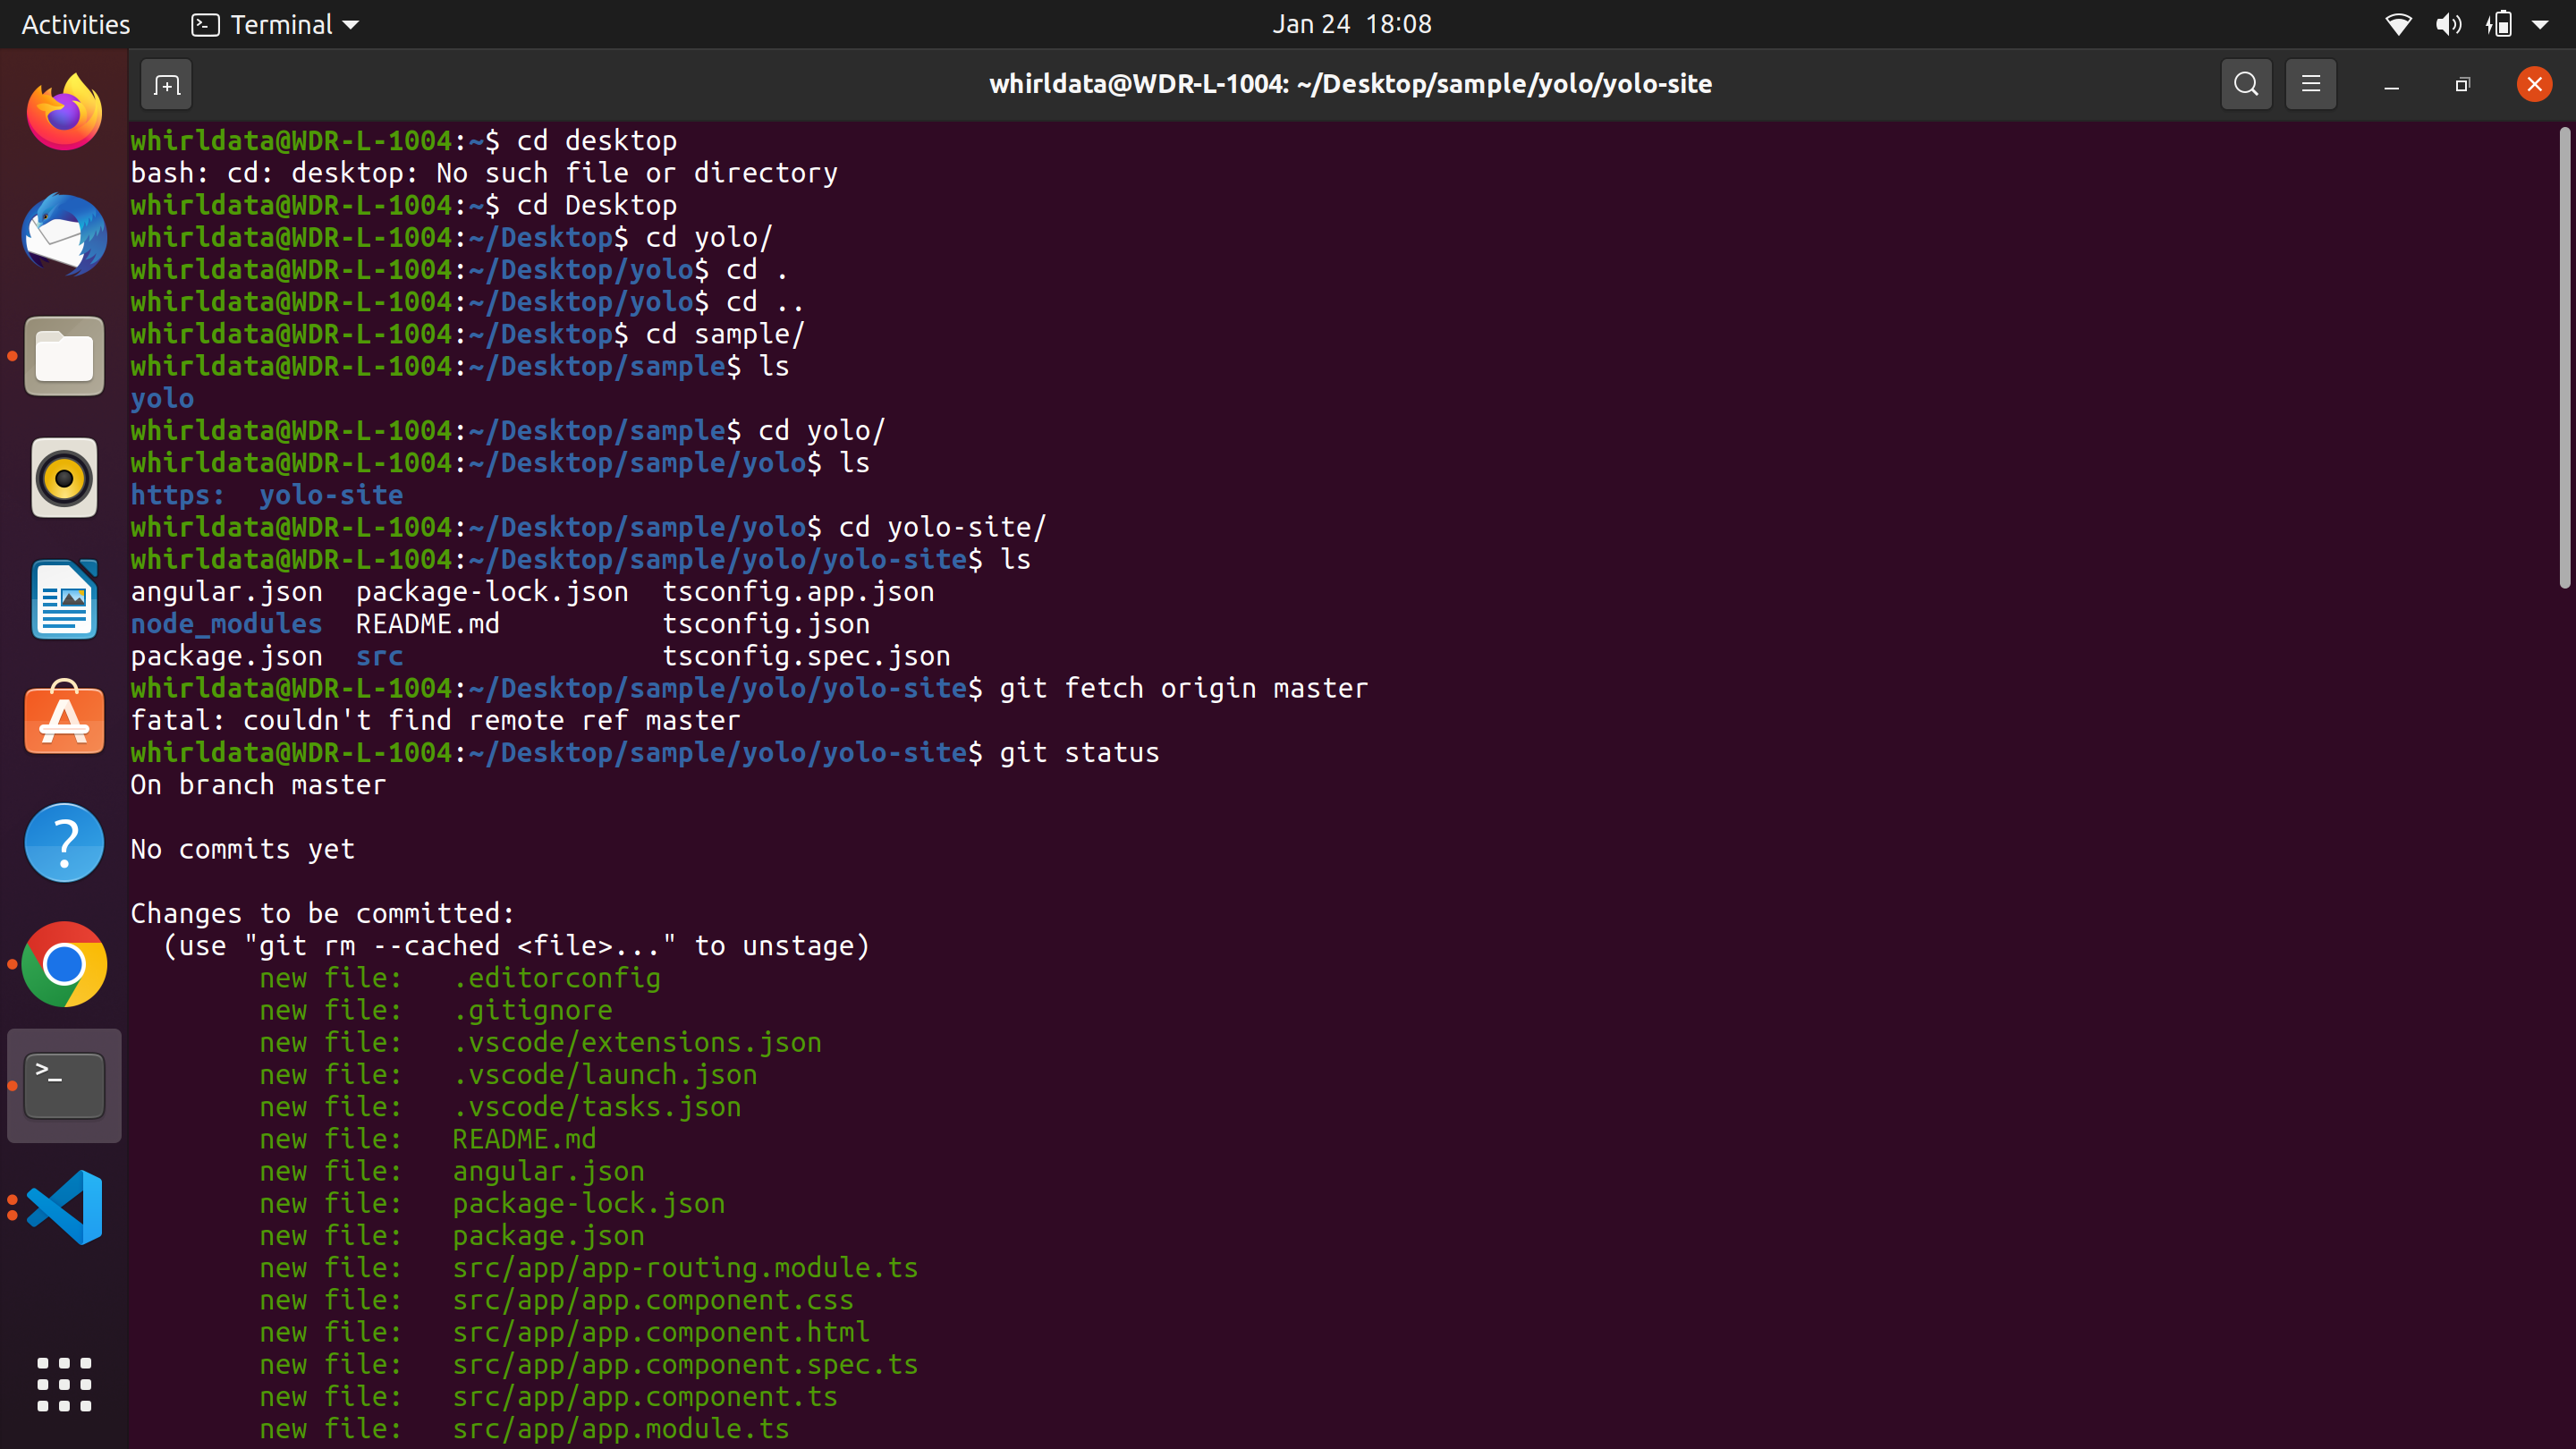 Activities Terminal Jan 24 18:08
whirldata@WDR-L-1004: ~/Desktop/sample/yolo/yolo-site
whirldata@WDR-L-1004:~$ cd desktop
bash: cd: desktop: No such file or directory
whirldata@WDR-L-1004:~$ cd Desktop
whirldata@WDR-L-1004:~/Desktop$ cd yolo/
whirldata@WDR-L-1004:~/Desktop/yolo$ cd .
whirldata@WDR-L-1004:~/Desktop/yolo$ cd ..
whirldata@WDR-L-1004:~/Desktop$ cd sample/
whirldata@WDR-L-1004:~/Desktop/sample$ ls
yolo
whirldata@WDR-L-1004:~/Desktop/sample$ cd yolo/
whirldata@WDR-L-1004:~/Desktop/sample/yolo$ ls
https:  yolo-site
whirldata@WDR-L-1004:~/Desktop/sample/yolo$ cd yolo-site/
whirldata@WDR-L-1004:~/Desktop/sample/yolo/yolo-site$ ls
angular.json  package-lock.json  tsconfig.app.json
node_modules  README.md          tsconfig.json
package.json  src                tsconfig.spec.json
whirldata@WDR-L-1004:~/Desktop/sample/yolo/yolo-site$ git fetch origin master
fatal: couldn't find remote ref master
whirldata@WDR-L-1004:~/Desktop/sample/yolo/yolo-site$ git status
On branch master
No commits yet
Changes to be committed:
  (use "git rm --cached <file>..." to unstage)
        new file:   .editorconfig
        new file:   .gitignore
        new file:   .vscode/extensions.json
        new file:   .vscode/launch.json
        new file:   .vscode/tasks.json
        new file:   README.md
        new file:   angular.json
        new file:   package-lock.json
        new file:   package.json
        new file:   src/app/app-routing.module.ts
        new file:   src/app/app.component.css
        new file:   src/app/app.component.html
        new file:   src/app/app.component.spec.ts
        new file:   src/app/app.component.ts
        new file:   src/app/app.module.ts